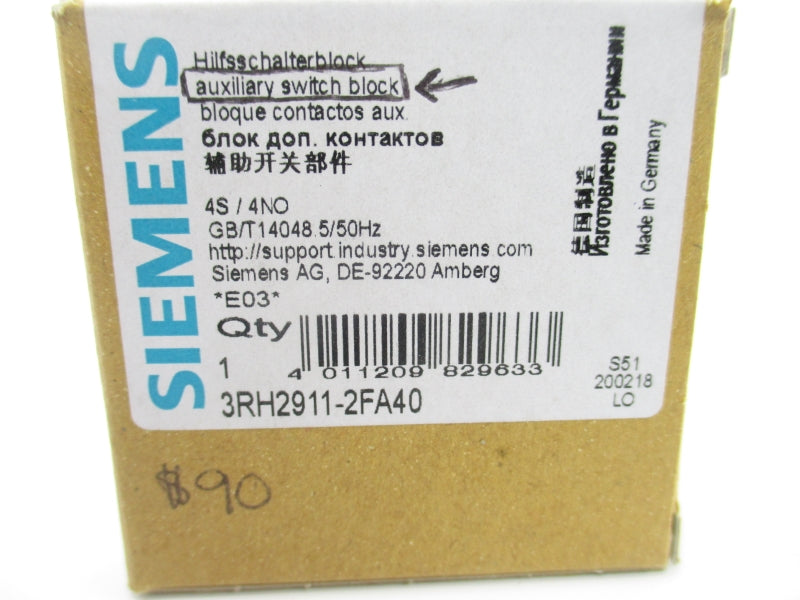 SIEMENS
Hilfsschalterblock
auxiliary switch block
bloque contactos aux.
блок доп. контактов
辅助开关部件
4S / 4NO
GB/T14048.5/50Hz
http://support.industry.siemens.com
Siemens AG, DE-92220 Amberg
*E03*
Qty
1
4 011209 829633
3RH2911-2FA40
德国制造
Изготовлено в Германии
Made in Germany
S51
200218
LO
$90